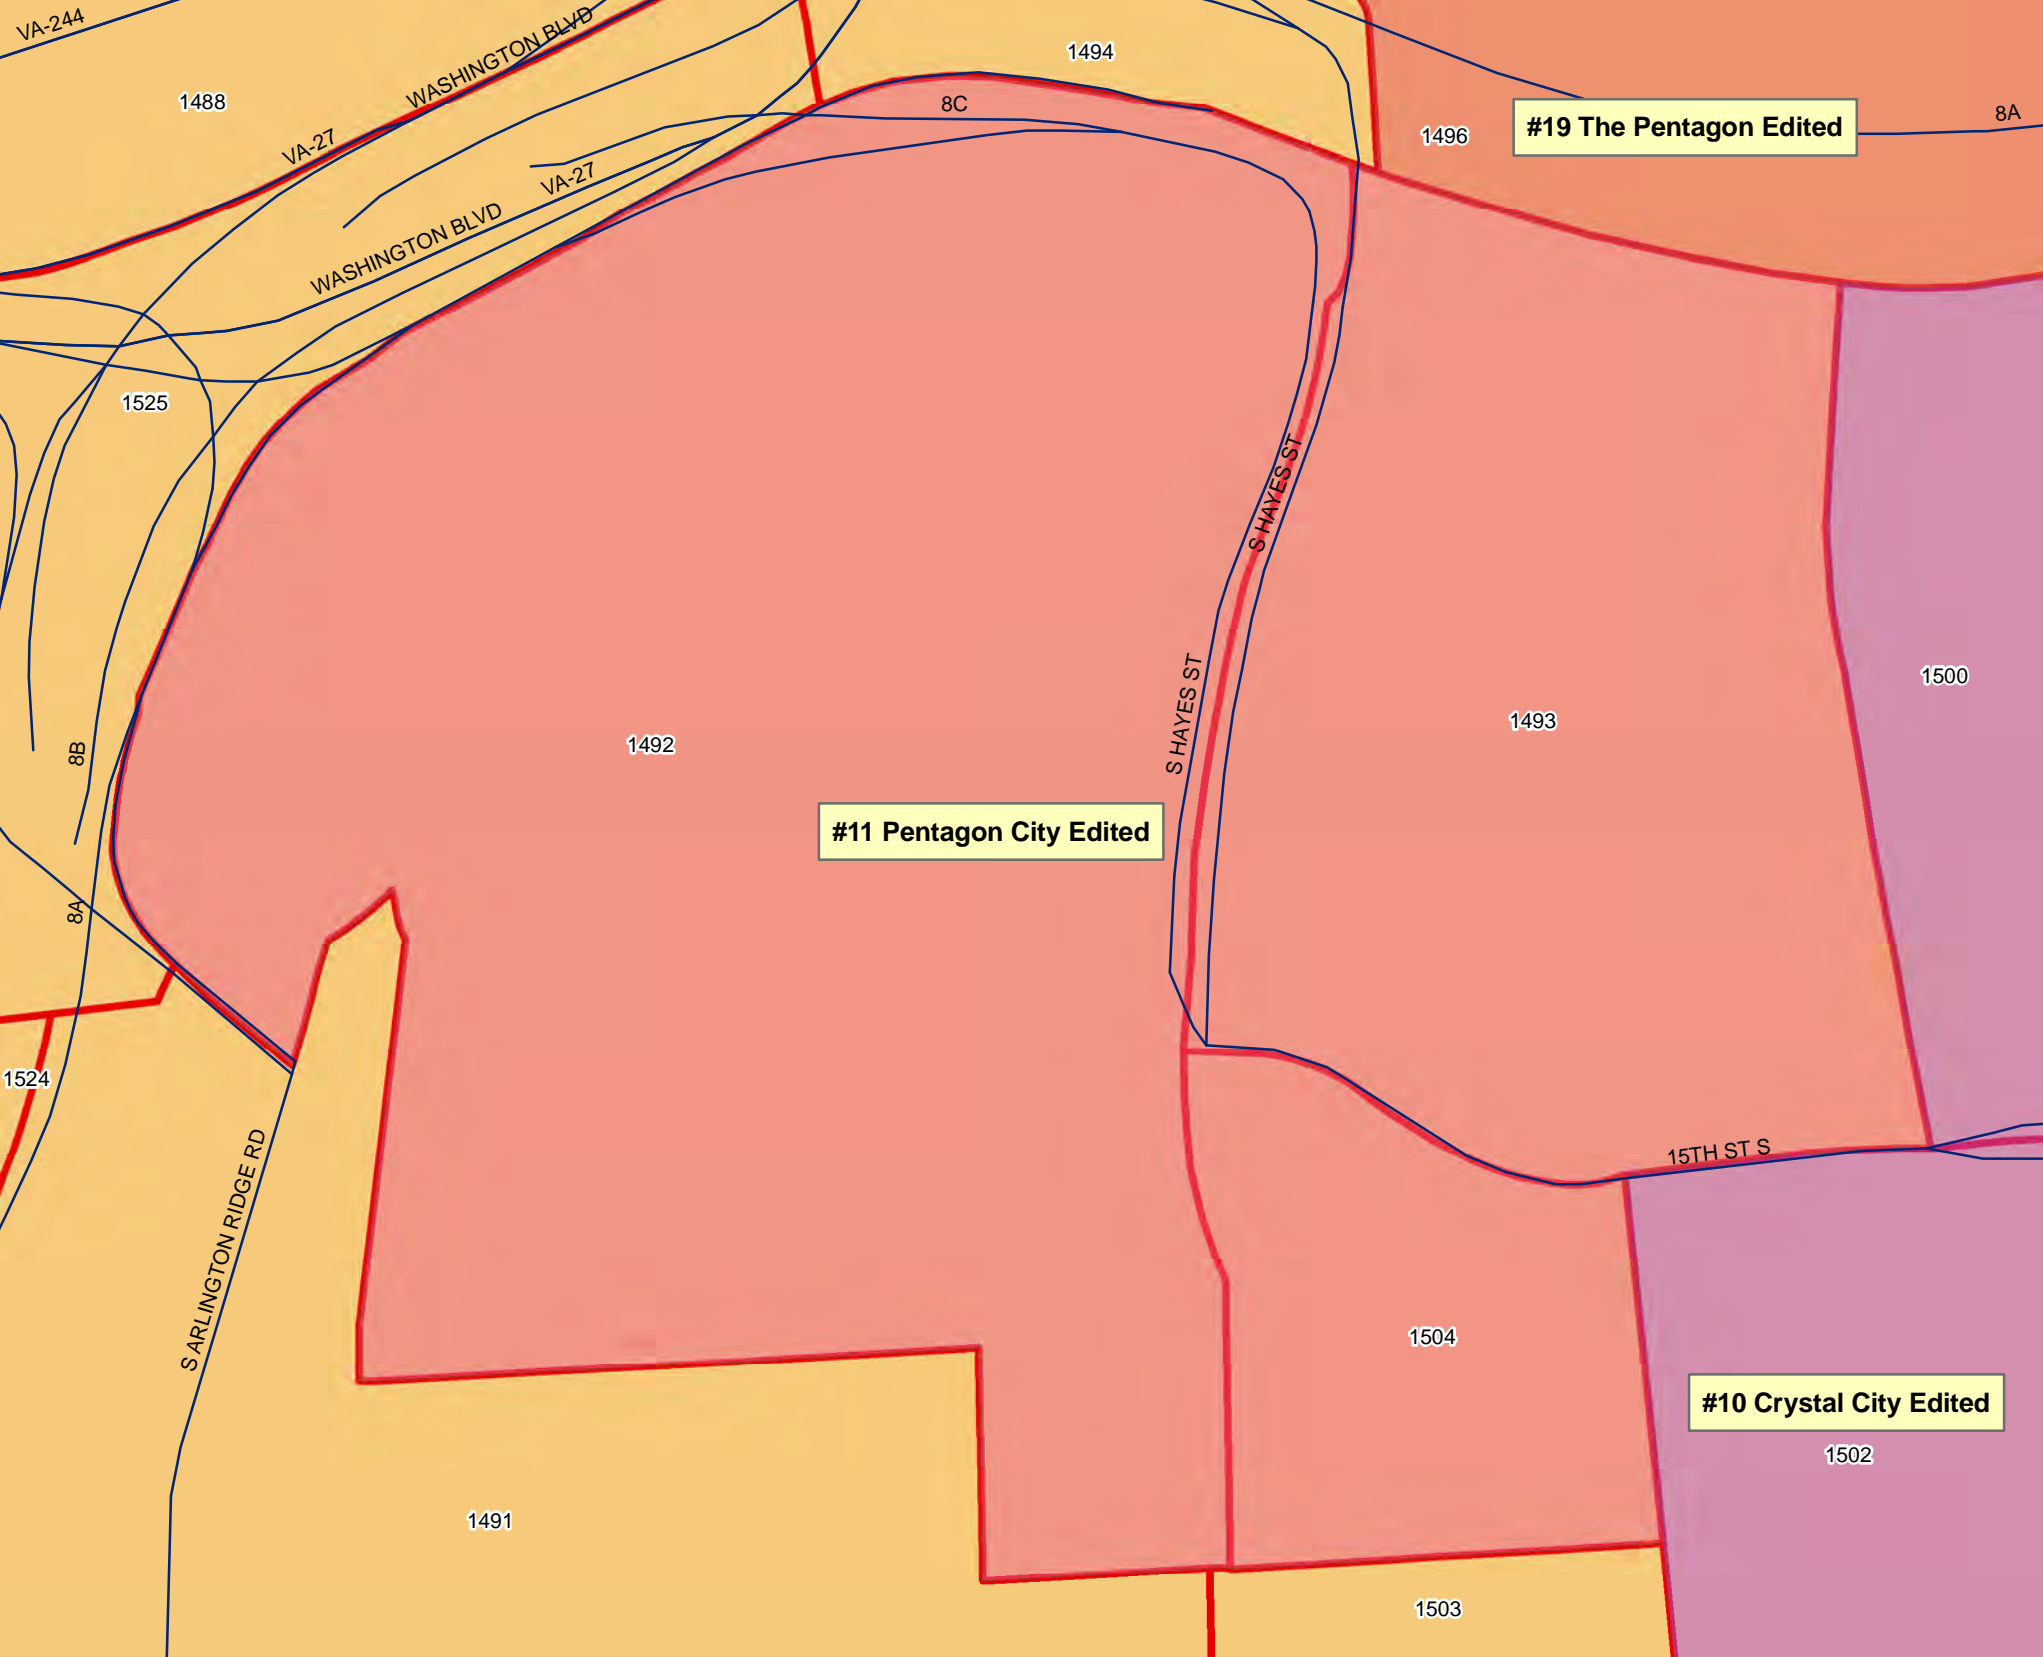 VA-244
WASHINGTON BLVD
1494
1488
8C
8A
#19 The Pentagon Edited
1496
VA-27
VA-27
WASHINGTON BLVD
1525
S HAYES ST
1500
S HAYES ST
1493
1492
8B
#11 Pentagon City Edited
8A
1524
15TH ST S
S ARLINGTON RIDGE RD
1504
#10 Crystal City Edited
1502
1491
1503